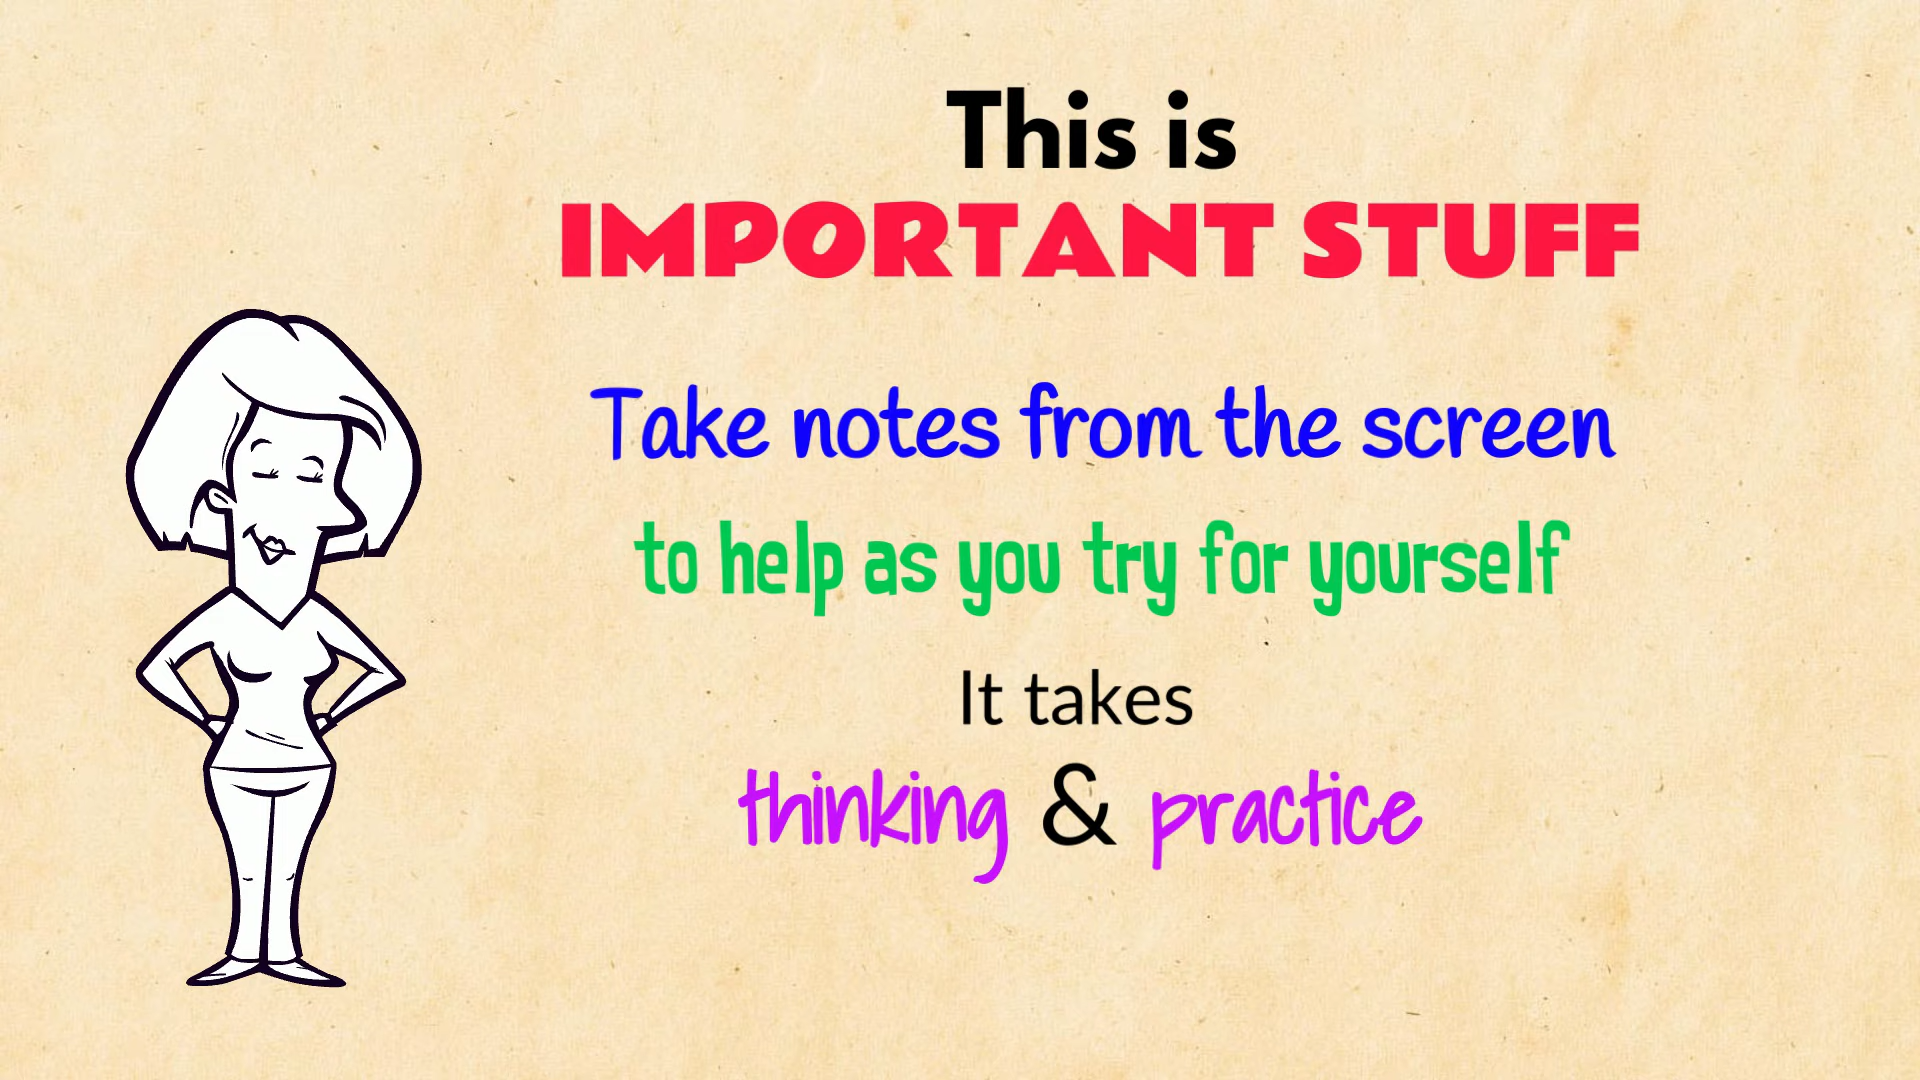 This is
IMPORTANT STUFF
Take notes from the screen
to help as you try for yourself
It takes
thinking & practice